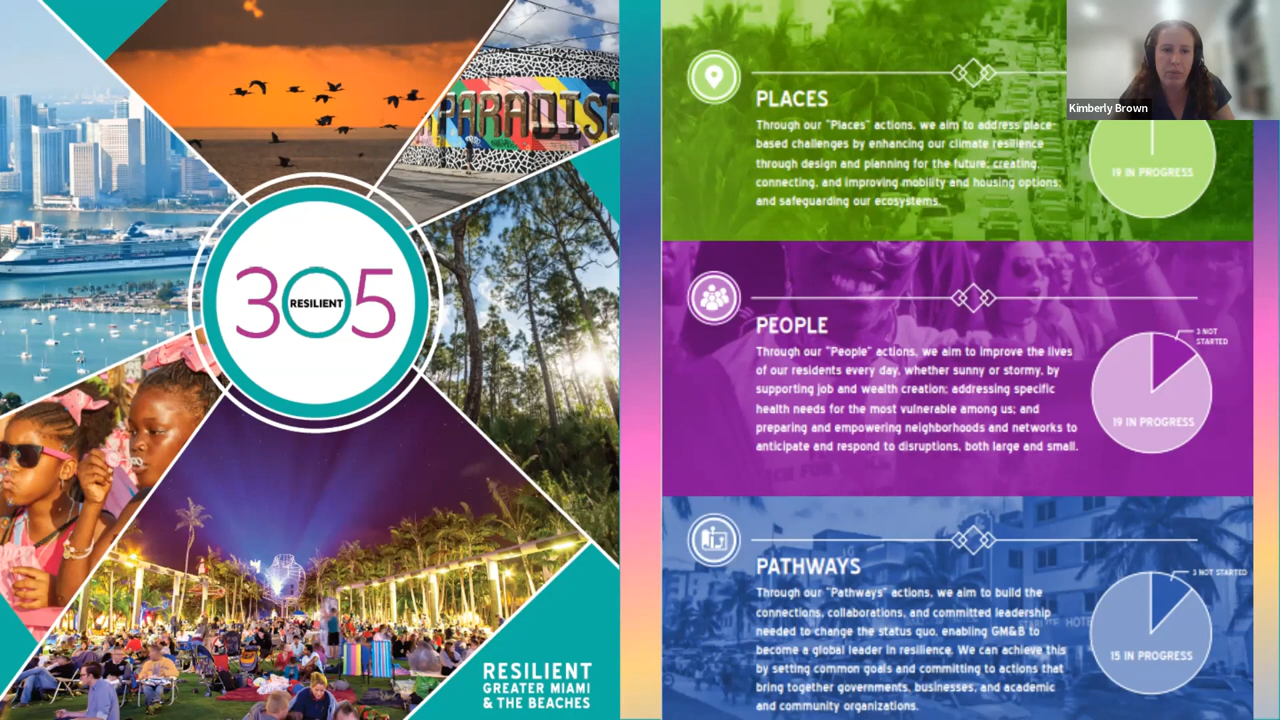 PARADISE
305
RESILIENT
RESILIENT
GREATER MIAMI
& THE BEACHES
PLACES
Through our "Places" actions, we aim to address place-
based challenges by enhancing our climate resilience
through design and planning for the future; creating,
connecting, and improving mobility and housing options;
and safeguarding our ecosystems.
19 IN PROGRESS
Kimberly Brown
PEOPLE
Through our "People" actions, we aim to improve the lives
of our residents every day, whether sunny or stormy, by
supporting job and wealth creation; addressing specific
health needs for the most vulnerable among us; and
preparing and empowering neighborhoods and networks to
anticipate and respond to disruptions, both large and small.
3 NOT
STARTED
19 IN PROGRESS
PATHWAYS
Through our "Pathways" actions, we aim to build the
connections, collaborations, and committed leadership
needed to change the status quo, enabling GM&B to
become a global leader in resilience. We can achieve this
by setting common goals and committing to actions that
bring together governments, businesses, and academic
and community organizations.
3 NOT STARTED
15 IN PROGRESS
HOTEL